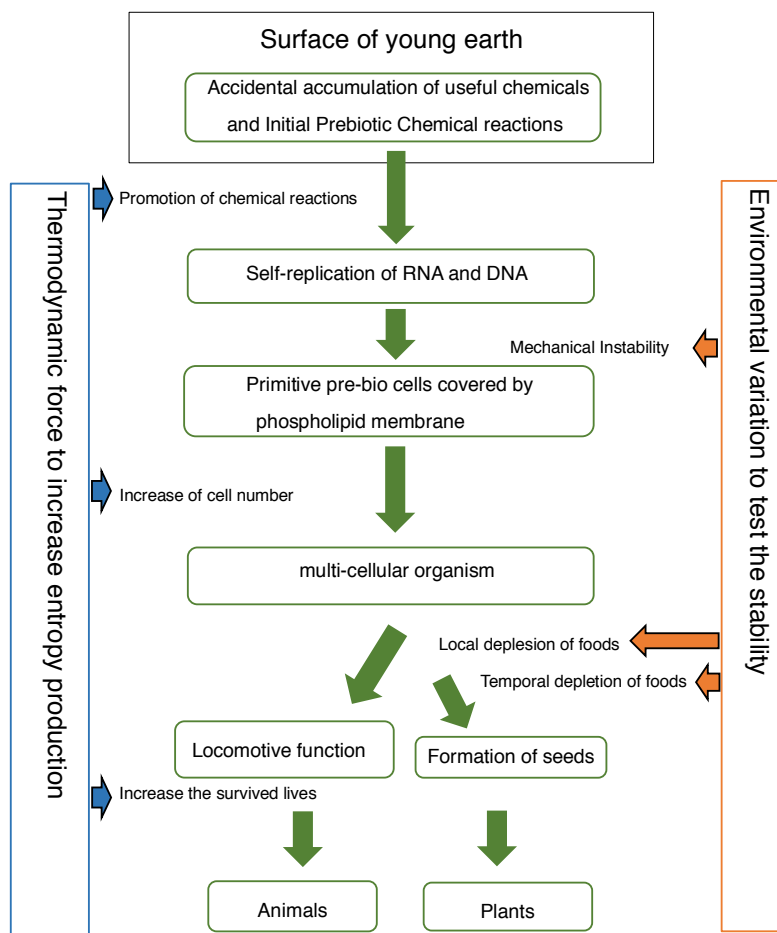 Surface of young earth
Accidental accumulation of useful chemicals
and Initial Prebiotic Chemical reactions
Thermodynamic force to increase entropy
production
Environmental variation to test the stability
Promotion of chemical reactions
Self-replication of RNA and DNA
Mechanical Instability
Primitive pre-bio cells covered by
phospholipid membrane
Increase of cell number
multi-cellular organism
Local deplesion of foods
Temporal depletion of foods
Locomotive function
Formation of seeds
Increase the survived lives
Animals
Plants